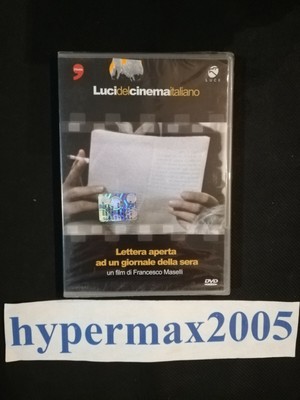 Lucidelcinemaitaliano
Lettera aperta
ad un giornale della sera
un film di Francesco Maselli
DVD
hypermax2005